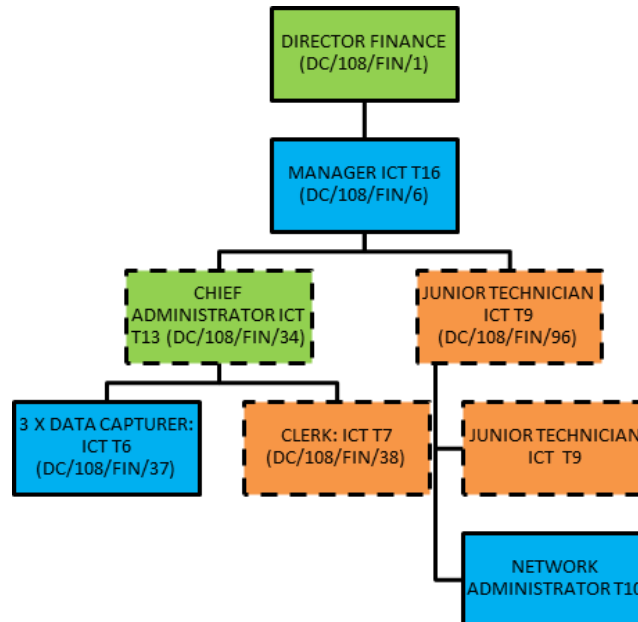 DIRECTOR FINANCE
(DC/108/FIN/1)
MANAGER ICT T16
(DC/108/FIN/6)
CHIEF
ADMINISTRATOR ICT
T13 (DC/108/FIN/34)
JUNIOR TECHNICIAN
ICT T9
(DC/108/FIN/96)
3 X DATA CAPTURER:
ICT T6
(DC/108/FIN/37)
CLERK: ICT T7
(DC/108/FIN/38)
JUNIOR TECHNICIAN
ICT  T9
NETWORK
ADMINISTRATOR T10